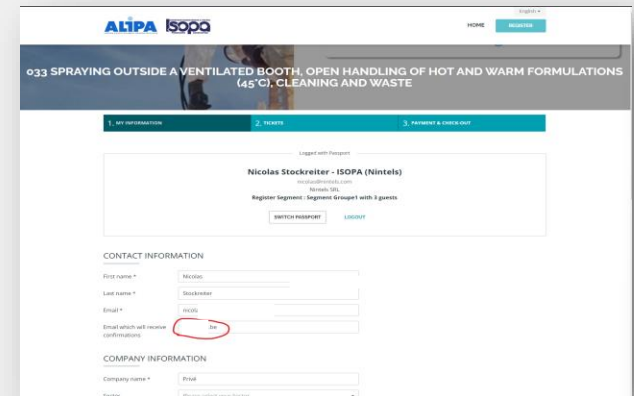 English
ALIPA isopa
HOME
REGISTER
033 SPRAYING OUTSIDE A VENTILATED BOOTH, OPEN HANDLING OF HOT AND WARM FORMULATIONS
(45°C), CLEANING AND WASTE
1. MY INFORMATION
2. TICKETS
3. PAYMENT & CHECK-OUT
Logged with Passport
Nicolas Stockreiter - ISOPA (Nintels)
Nintels SRL
Register Segment : Segment Groupe1 with 3 guests
SWITCH PASSPORT
LOGOUT
CONTACT INFORMATION
First name * Nicolas
Last name * Stockreiter
Email * nicols
Email which will receive
confirmations
.be
COMPANY INFORMATION
Company name * Privé